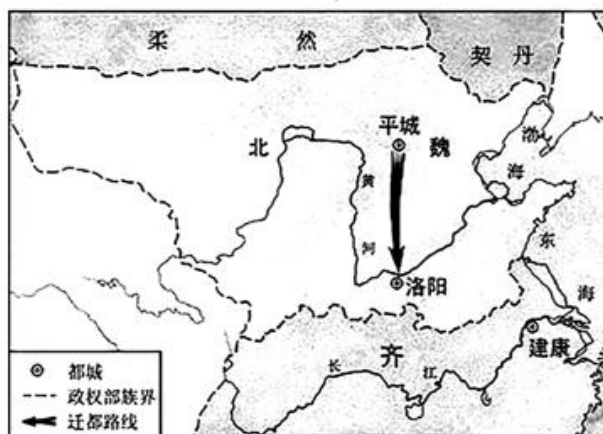 柔然
契丹
北魏
平城
渤海
黄河
洛阳
东海
齐
建康
长江
都城
政权部族界
迁都路线